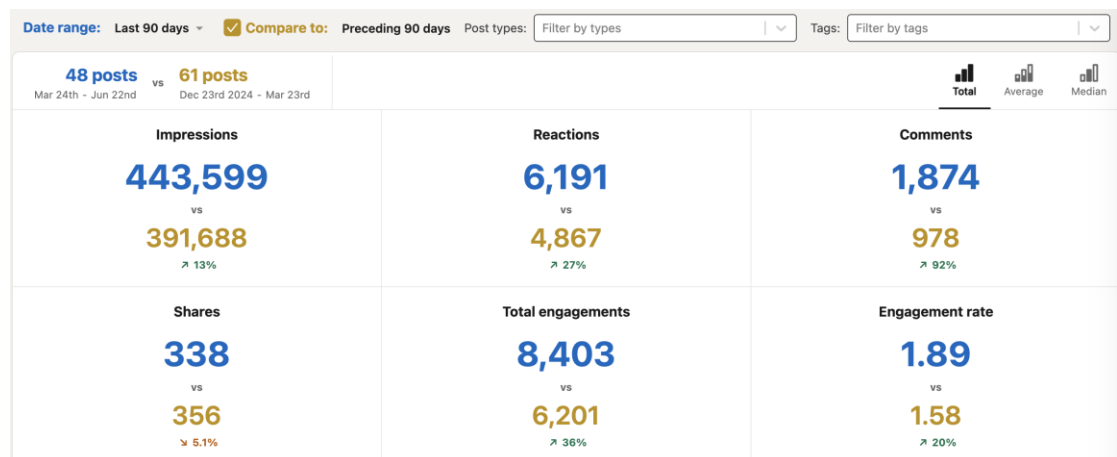 Date range: Last 90 days Compare to: Preceding 90 days Post types: Filter by types Tags: Filter by tags
48 posts vs 61 posts
Mar 24th - Jun 22nd Dec 23rd 2024 - Mar 23rd
Total Average Median
Impressions Reactions Comments
443,599 6,191 1,874
vs vs vs
391,688 4,867 978
↗ 13% ↗ 27% ↗ 92%
Shares Total engagements Engagement rate
338 8,403 1.89
vs vs vs
356 6,201 1.58
↘ 5.1% ↗ 36% ↗ 20%